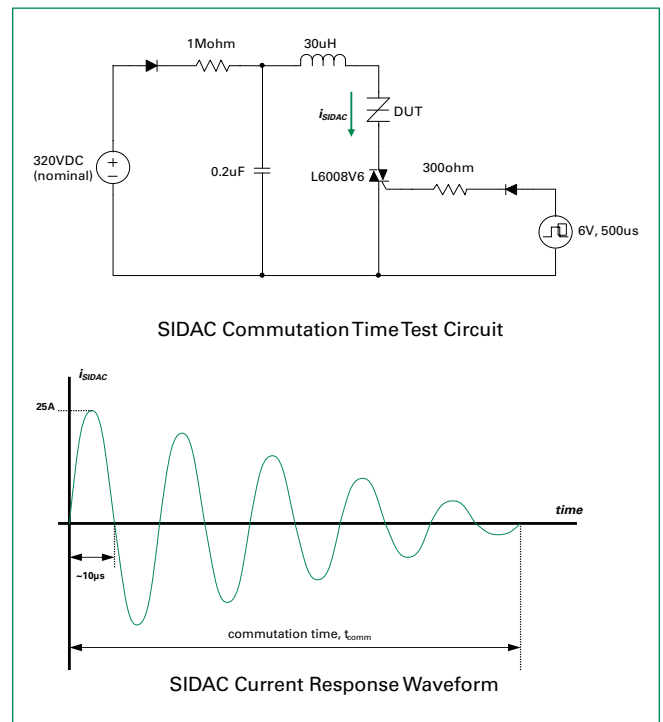 1Mohm
30uH
iSIDAC
DUT
320VDC
(nominal)
+
−
0.2uF
L6008V6
300ohm
6V, 500us
SIDAC Commutation Time Test Circuit
iSIDAC
25A
time
~10µs
commutation time, tcomm
SIDAC Current Response Waveform